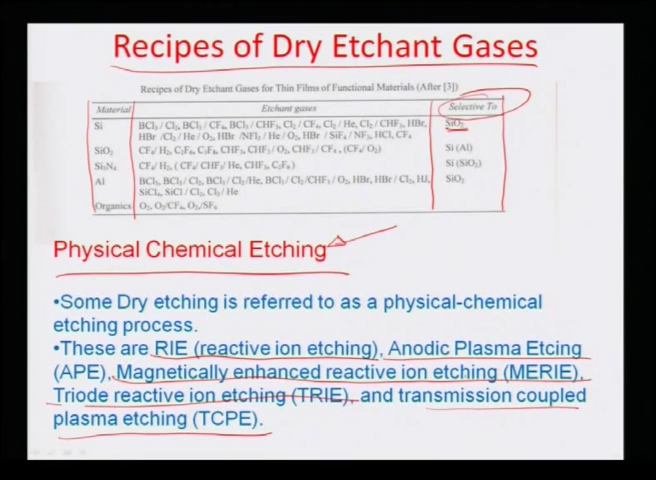 Recipes of Dry Etchant Gases
Recipes of Dry Etchant Gases for Thin Films of Functional Materials (After [3])
Material Etchant gases Selective To
Si BCl₃ / Cl₂, BCl₃ / CF₄, BCl₃ / CHF₃, Cl₂ / CF₄, Cl₂ / He, Cl₂ / CHF₃, HBr, SiO₂
HBr /Cl₂ / He / O₂, HBr /NF₃ / He / O₂, HBr / SiF₄ / NF₃, HCl, CF₄
SiO₂ CF₄/ H₂, C₂F₆, C₃F₈, CHF₃, CHF₃ / O₂, CHF₃ / CF₄, (CF₄/ O₂) Si (Al)
Si₃N₄ CF₄/ H₂, ( CF₄/ CHF₃/ He, CHF₃, C₂F₆) Si (SiO₂)
Al BCl₃, BCl₃ / Cl₂, BCl₃ / Cl₂/He, BCl₃ / Cl₂/CHF₃ / O₂, HBr, HBr / Cl₂, HJ, SiO₂
SiCl₄, SiCl / Cl₂, Cl₂ / He
Organics O₂, O₂/CF₄, O₂/SF₆
Physical Chemical Etching
•Some Dry etching is referred to as a physical-chemical
etching process.
•These are RIE (reactive ion etching), Anodic Plasma Etcing
(APE), Magnetically enhanced reactive ion etching (MERIE),
Triode reactive ion etching (TRIE), and transmission coupled
plasma etching (TCPE).